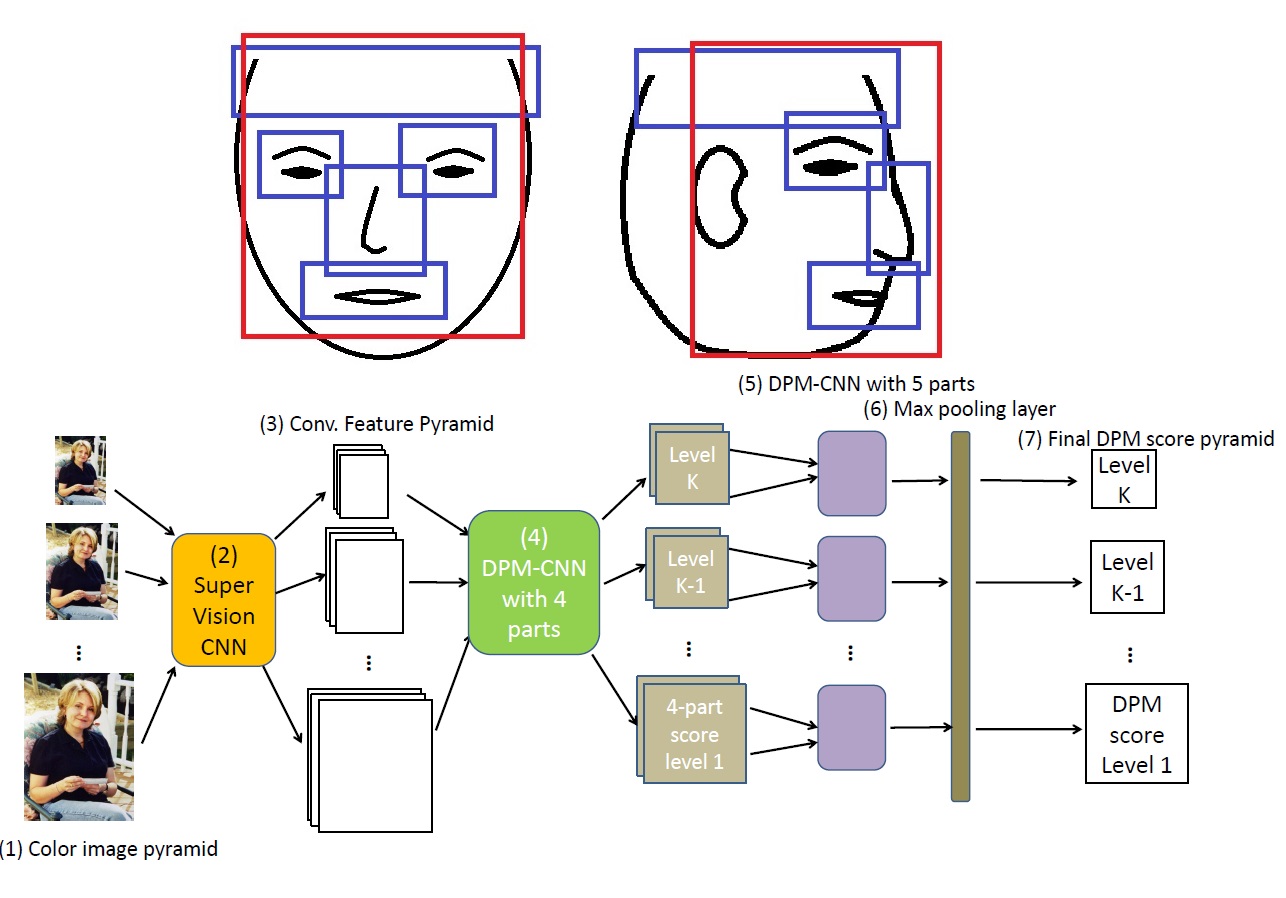 (5) DPM-CNN with 5 parts
(6) Max pooling layer
(3) Conv. Feature Pyramid
(7) Final DPM score pyramid
Level
K
Level
K
(2)
Super
Vision
CNN
(4)
DPM-CNN
with 4
parts
Level
K-1
Level
K-1
4-part
score
level 1
DPM
score
Level 1
(1) Color image pyramid